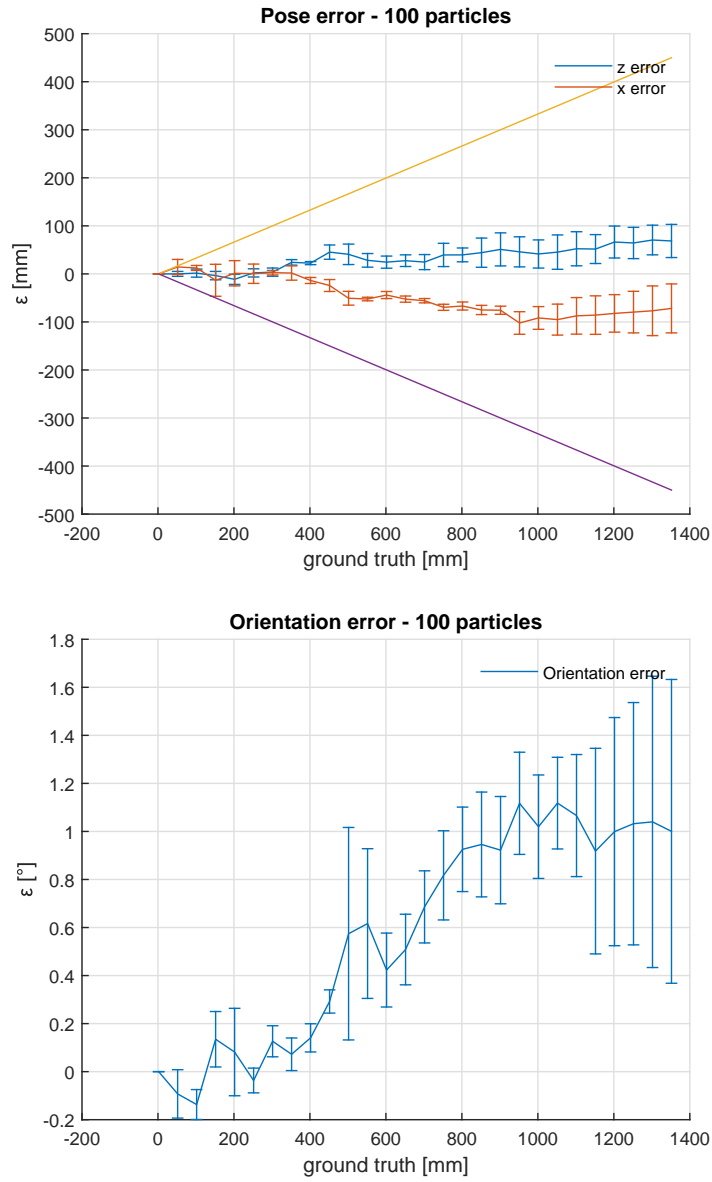 Pose error - 100 particles
500
400
300
200
100
0
-100
-200
-300
-400
-500
ε [mm]
z error
x error
-200 0 200 400 600 800 1000 1200 1400
ground truth [mm]
Orientation error - 100 particles
1.8
1.6
1.4
1.2
1
0.8
0.6
0.4
0.2
0
-0.2
ε [°]
Orientation error
-200 0 200 400 600 800 1000 1200 1400
ground truth [mm]